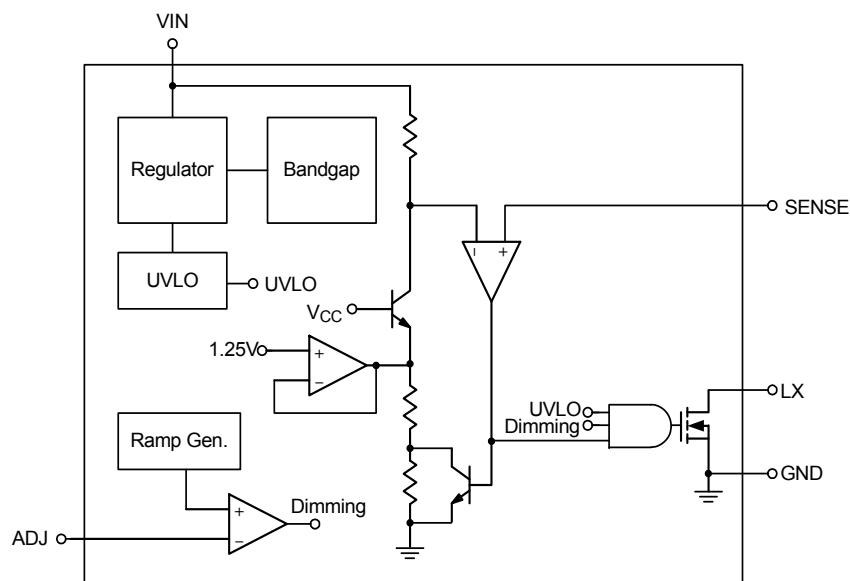 VIN
Regulator
Bandgap
SENSE
UVLO
UVLO
VCC
1.25V
+
−
−
+
LX
UVLO
Dimming
Ramp Gen.
GND
Dimming
+
−
ADJ